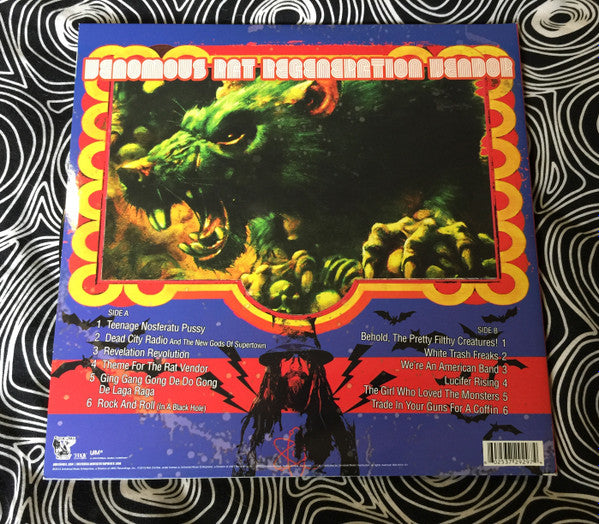 VENOMOUS RAT REGENERATION VENDOR
SIDE A
1 Teenage Nosferatu Pussy
2 Dead City Radio And The New Gods Of Supertown
3 Revelation Revolution
4 Theme For The Rat Vendor
5 Ging Gang Gong De Do Gong
De Laga Raga
6 Rock And Roll (In A Black Hole)
SIDE B
Behold, The Pretty Filthy Creatures! 1
White Trash Freaks 2
We're An American Band 3
Lucifer Rising 4
The Girl Who Loved The Monsters 5
Trade In Your Guns For A Coffin 6
UMe